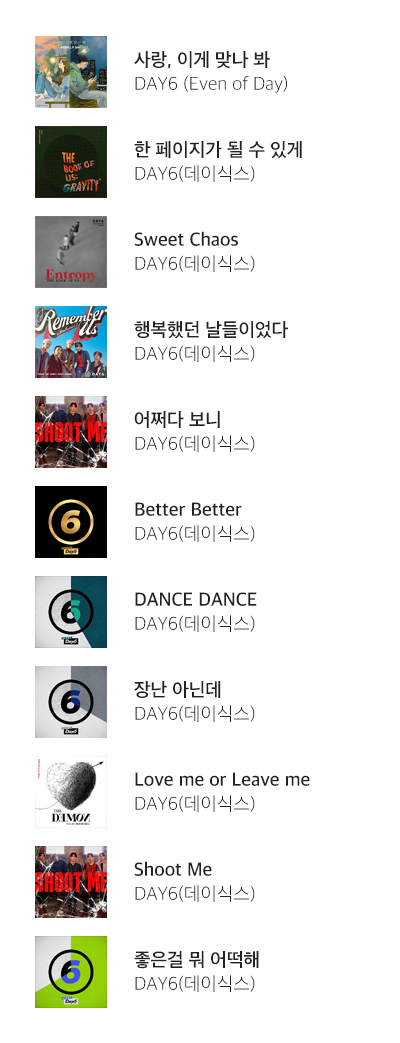 사랑, 이게 맞나 봐
DAY6 (Even of Day)
THE
BOOK OF
US:
GRAVITY
한 페이지가 될 수 있게
DAY6(데이식스)
Entropy
Sweet Chaos
DAY6(데이식스)
Remember
Us
DAY6
행복했던 날들이었다
DAY6(데이식스)
SHOOT ME
어쩌다 보니
DAY6(데이식스)
6
Day6
Better Better
DAY6(데이식스)
6
Day6
DANCE DANCE
DAY6(데이식스)
6
Day6
장난 아닌데
DAY6(데이식스)
THE
DEMON
Love me or Leave me
DAY6(데이식스)
SHOOT ME
Shoot Me
DAY6(데이식스)
6
Day6
좋은걸 뭐 어떡해
DAY6(데이식스)